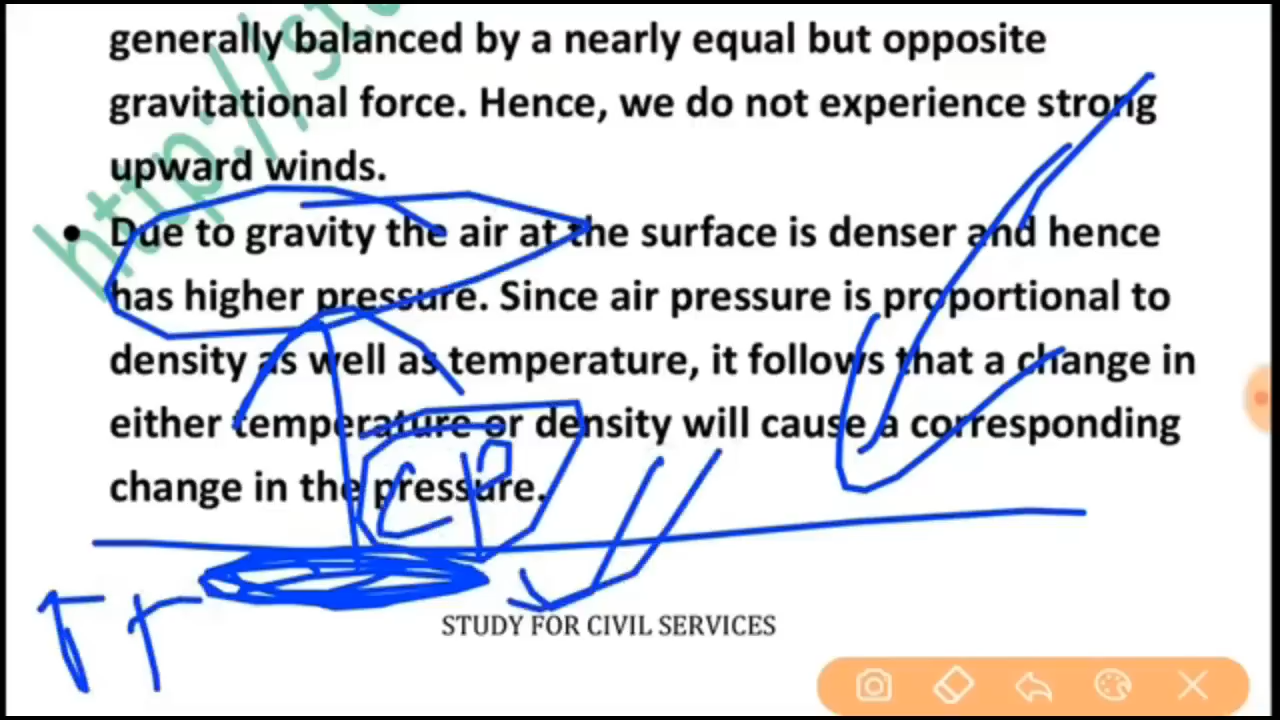 generally balanced by a nearly equal but opposite
gravitational force. Hence, we do not experience strong
upward winds.
• Due to gravity the air at the surface is denser and hence
has higher pressure. Since air pressure is proportional to
density as well as temperature, it follows that a change in
either temperature or density will cause a corresponding
change in the pressure.
CP
STUDY FOR CIVIL SERVICES